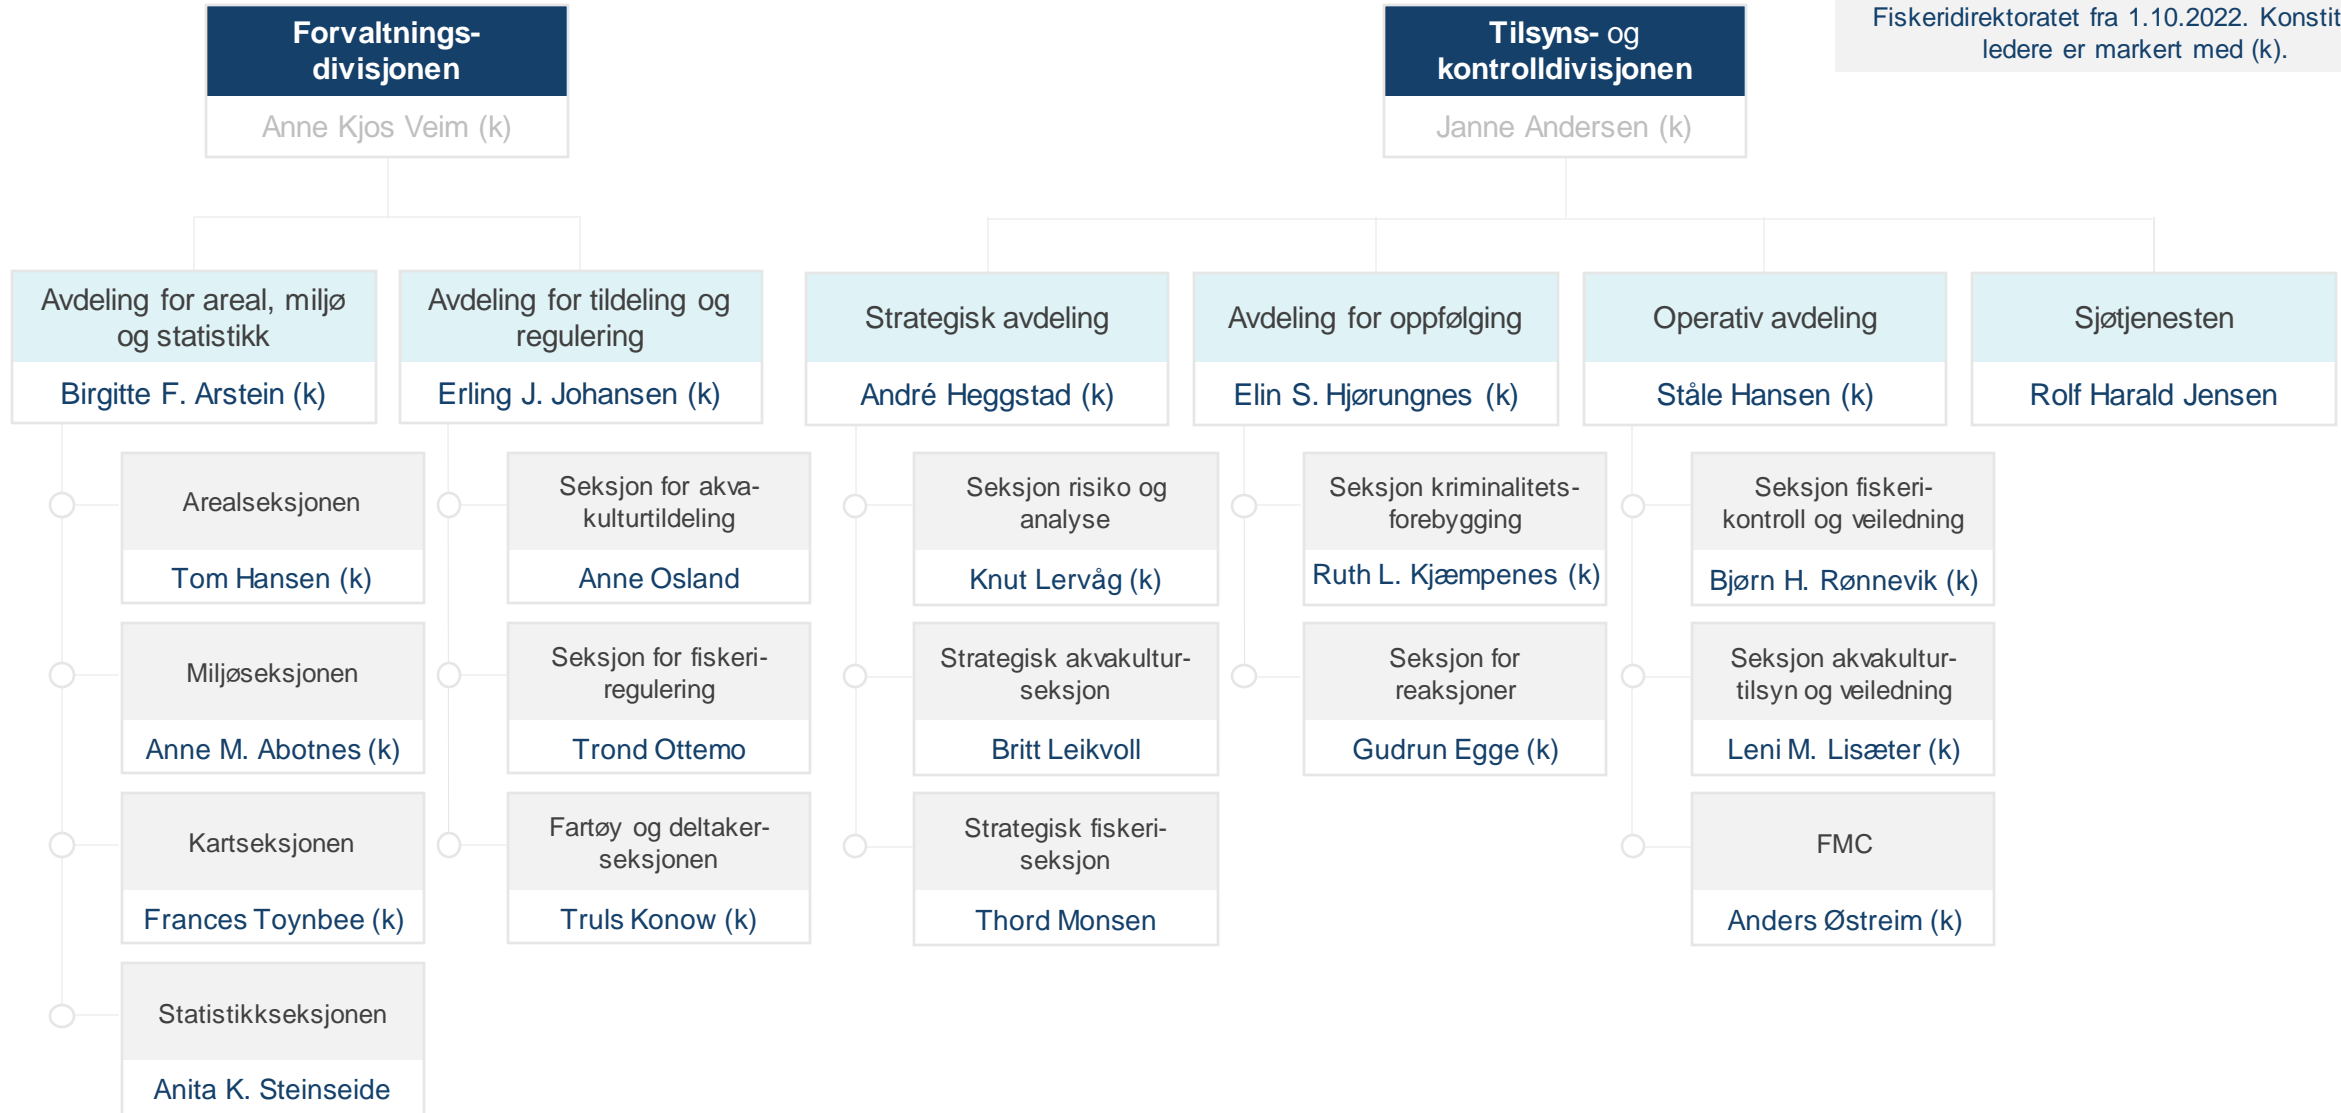 Fiskeridirektoratet fra 1.10.2022.
ledere er markert med (k).
Forvaltnings-
divisjonen
Anne Kjos Veim (k)
Tilsyns- og
kontrolldivisjonen
Janne Andersen (k)
Avdeling for areal, miljø
og statistikk
Birgitte F. Arstein (k)
Avdeling for tildeling og
regulering
Erling J. Johansen (k)
Strategisk avdeling
André Heggstad (k)
Avdeling for oppfølging
Elin S. Hjørungnes (k)
Operativ avdeling
Ståle Hansen (k)
Sjøtjenesten
Rolf Harald Jensen
Arealseksjonen
Tom Hansen (k)
Miljøseksjonen
Anne M. Abotnes (k)
Kartseksjonen
Frances Toynbee (k)
Statistikkseksjonen
Anita K. Steinseide
Seksjon for akva-
kulturtildeling
Anne Osland
Seksjon for fiskeri-
regulering
Trond Ottemo
Fartøy og deltaker-
seksjonen
Truls Konow (k)
Seksjon risiko og
analyse
Knut Lervåg (k)
Strategisk akvakultur-
seksjon
Britt Leikvoll
Strategisk fiskeri-
seksjon
Thord Monsen
Seksjon kriminalitets-
forebygging
Ruth L. Kjæmpenes (k)
Seksjon for
reaksjoner
Gudrun Egge (k)
Seksjon fiskeri-
kontroll og veiledning
Bjørn H. Rønnevik (k)
Seksjon akvakultur-
tilsyn og veiledning
Leni M. Lisæter (k)
FMC
Anders Østreim (k)